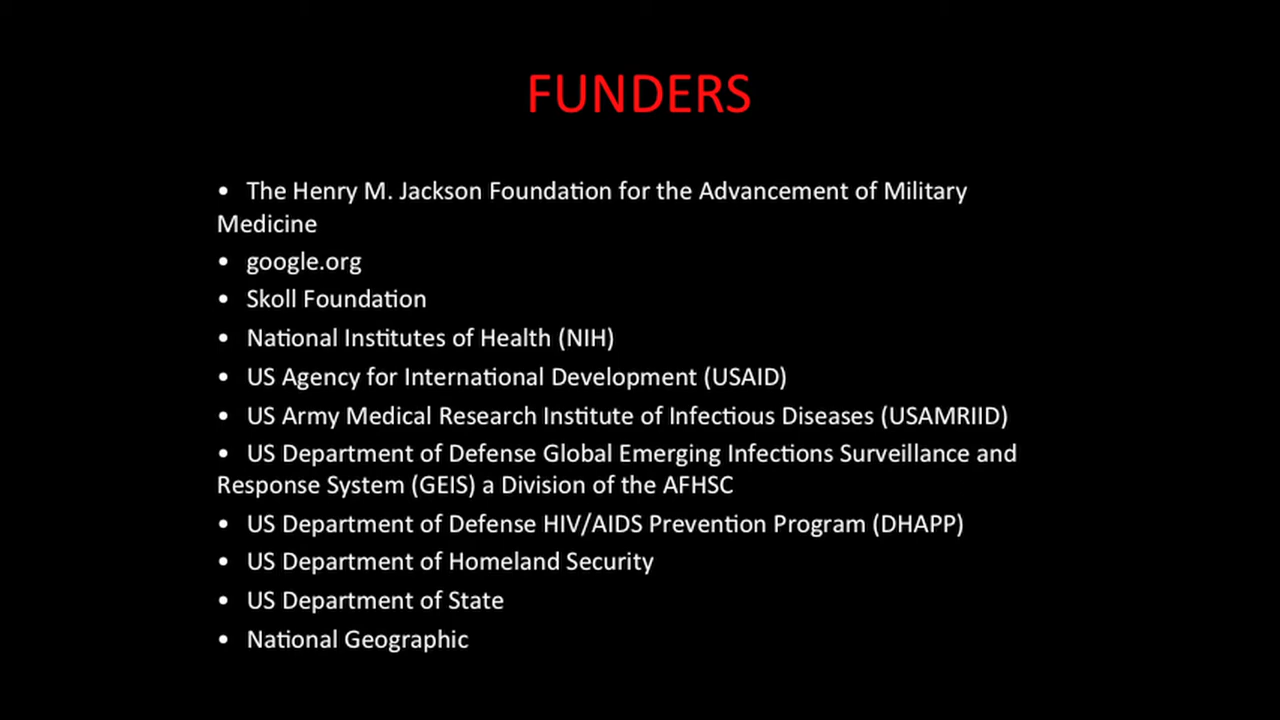 FUNDERS
• The Henry M. Jackson Foundation for the Advancement of Military
Medicine
• google.org
• Skoll Foundation
• National Institutes of Health (NIH)
• US Agency for International Development (USAID)
• US Army Medical Research Institute of Infectious Diseases (USAMRIID)
• US Department of Defense Global Emerging Infections Surveillance and
Response System (GEIS) a Division of the AFHSC
• US Department of Defense HIV/AIDS Prevention Program (DHAPP)
• US Department of Homeland Security
• US Department of State
• National Geographic